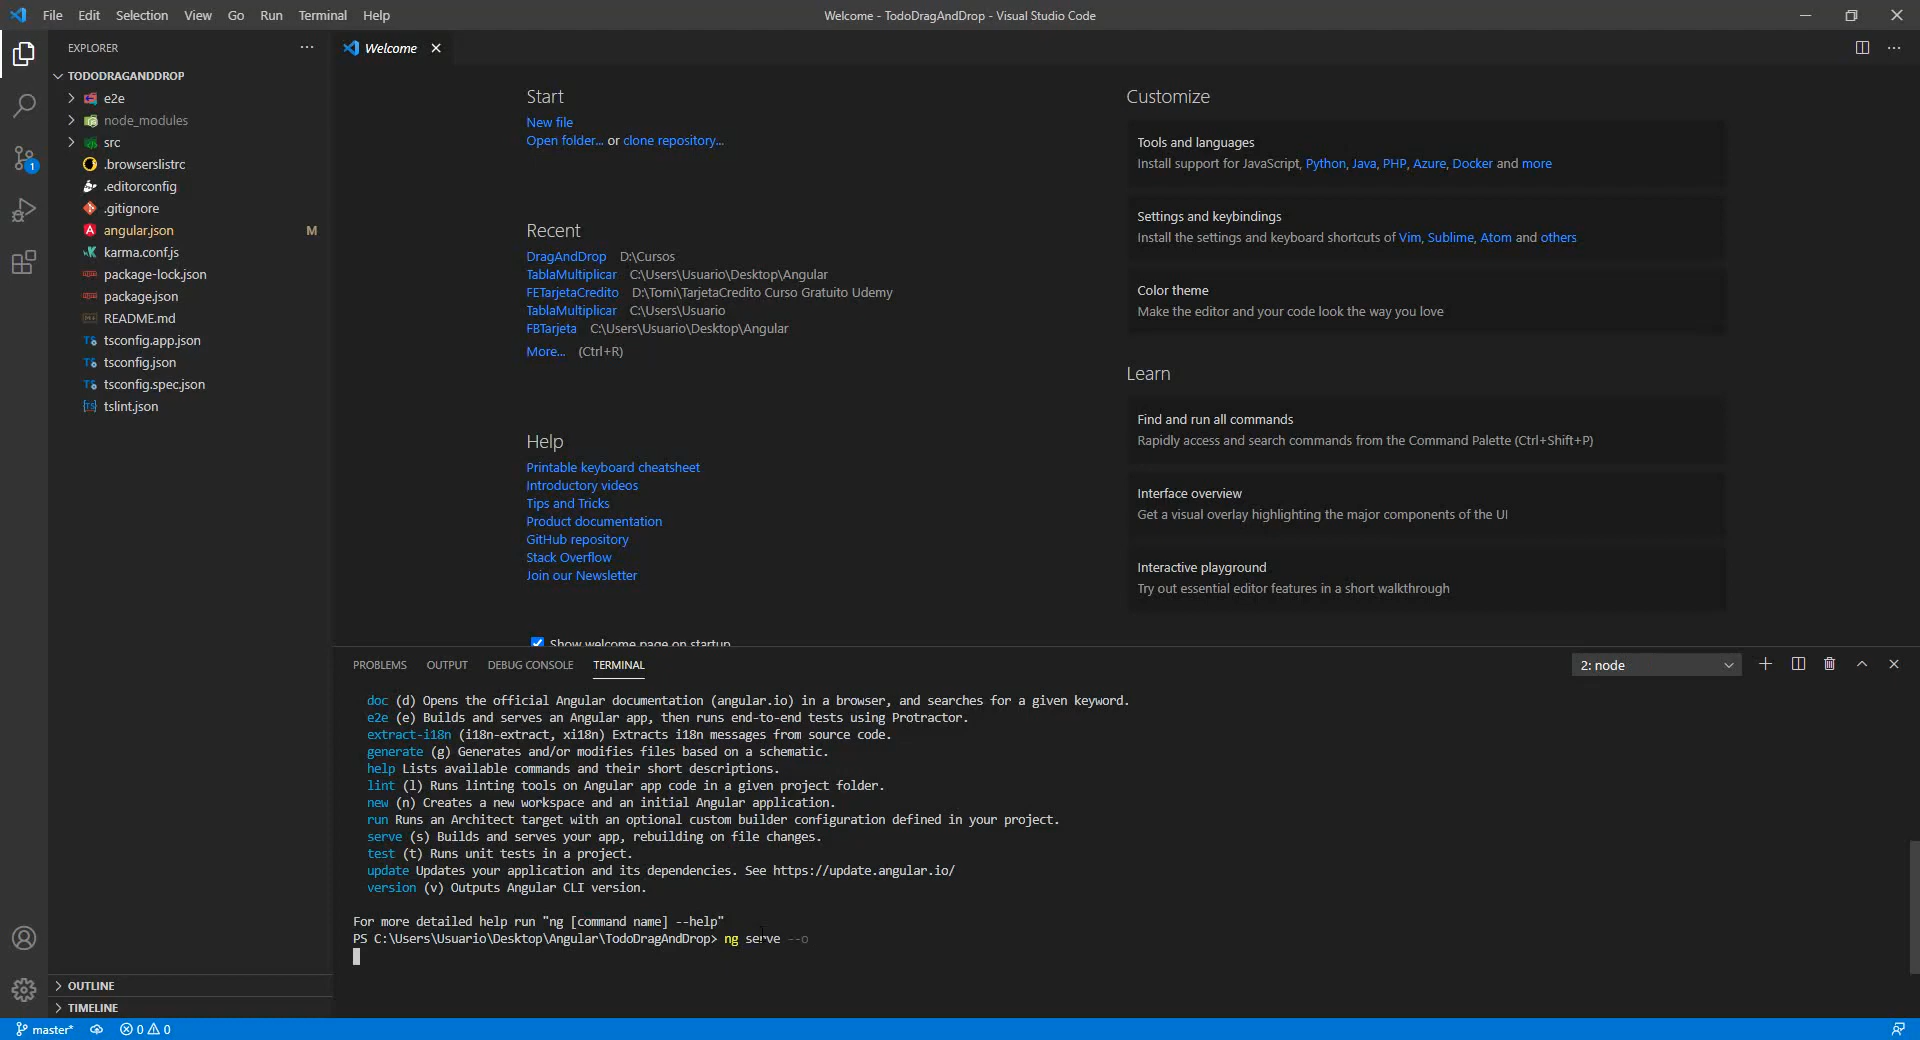 File Edit Selection View Go Run Terminal Help
Welcome - TodoDragAndDrop - Visual Studio Code
EXPLORER
TODODRAGANDDROP
e2e
node_modules
src
.browserslistrc
.editorconfig
.gitignore
angular.json M
karma.conf.js
package-lock.json
package.json
README.md
tsconfig.app.json
tsconfig.json
tsconfig.spec.json
tslint.json
OUTLINE
TIMELINE
1
Welcome
Start
New file
Open folder... or clone repository...
Recent
DragAndDrop D:\Cursos
TablaMultiplicar C:\Users\Usuario\Desktop\Angular
FETarjetaCredito D:\Tomi\TarjetaCredito Curso Gratuito Udemy
TablaMultiplicar C:\Users\Usuario
FBTarjeta C:\Users\Usuario\Desktop\Angular
More... (Ctrl+R)
Help
Printable keyboard cheatsheet
Introductory videos
Tips and Tricks
Product documentation
GitHub repository
Stack Overflow
Join our Newsletter
Show welcome page on startup
Customize
Tools and languages
Install support for JavaScript, Python, Java, PHP, Azure, Docker and more
Settings and keybindings
Install the settings and keyboard shortcuts of Vim, Sublime, Atom and others
Color theme
Make the editor and your code look the way you love
Learn
Find and run all commands
Rapidly access and search commands from the Command Palette (Ctrl+Shift+P)
Interface overview
Get a visual overlay highlighting the major components of the UI
Interactive playground
Try out essential editor features in a short walkthrough
PROBLEMS OUTPUT DEBUG CONSOLE TERMINAL
2: node
doc (d) Opens the official Angular documentation (angular.io) in a browser, and searches for a given keyword.
e2e (e) Builds and serves an Angular app, then runs end-to-end tests using Protractor.
extract-i18n (i18n-extract, xi18n) Extracts i18n messages from source code.
generate (g) Generates and/or modifies files based on a schematic.
help Lists available commands and their short descriptions.
lint (l) Runs linting tools on Angular app code in a given project folder.
new (n) Creates a new workspace and an initial Angular application.
run Runs an Architect target with an optional custom builder configuration defined in your project.
serve (s) Builds and serves your app, rebuilding on file changes.
test (t) Runs unit tests in a project.
update Updates your application and its dependencies. See https://update.angular.io/
version (v) Outputs Angular CLI version.
For more detailed help run "ng [command name] --help"
PS C:\Users\Usuario\Desktop\Angular\TodoDragAndDrop> ng serve --o
master* 0 0